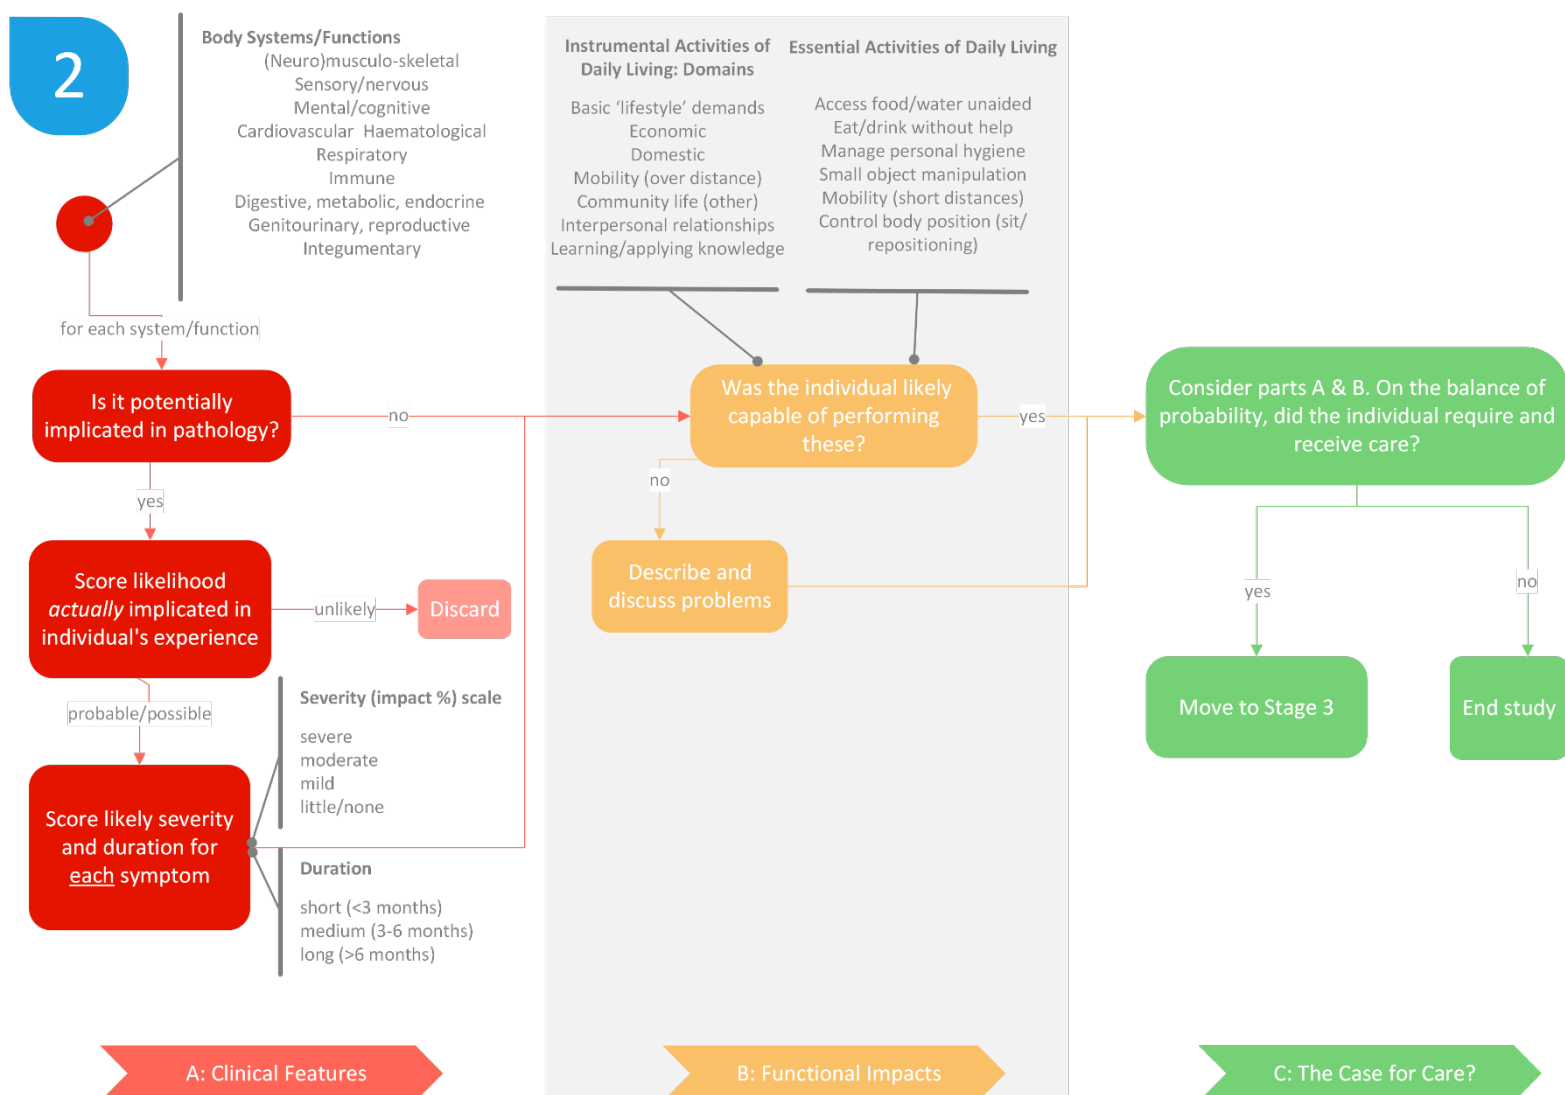 2
Body Systems/Functions
(Neuro)musculo-skeletal
Sensory/nervous
Mental/cognitive
Cardiovascular Haematological
Respiratory
Immune
Digestive, metabolic, endocrine
Genitourinary, reproductive
Integumentary
for each system/function
Is it potentially
implicated in pathology?
no
yes
Score likelihood
actually implicated in
individual's experience
unlikely
Discard
probable/possible
Score likely severity
and duration for
each symptom
Severity (impact %) scale
severe
moderate
mild
little/none
Duration
short (<3 months)
medium (3-6 months)
long (>6 months)
A: Clinical Features
Instrumental Activities of
Daily Living: Domains
Basic ‘lifestyle’ demands
Economic
Domestic
Mobility (over distance)
Community life (other)
Interpersonal relationships
Learning/applying knowledge
Essential Activities of Daily Living
Access food/water unaided
Eat/drink without help
Manage personal hygiene
Small object manipulation
Mobility (short distances)
Control body position (sit/
repositioning)
Was the individual likely
capable of performing
these?
yes
no
Describe and
discuss problems
B: Functional Impacts
Consider parts A & B. On the balance of
probability, did the individual require and
receive care?
yes
no
Move to Stage 3
End study
C: The Case for Care?